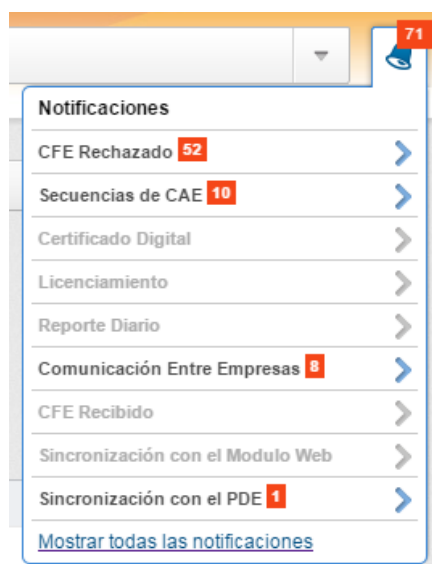 71
Notificaciones
CFE Rechazado 52
Secuencias de CAE 10
Certificado Digital
Licenciamiento
Reporte Diario
Comunicación Entre Empresas 8
CFE Recibido
Sincronización con el Modulo Web
Sincronización con el PDE 1
Mostrar todas las notificaciones